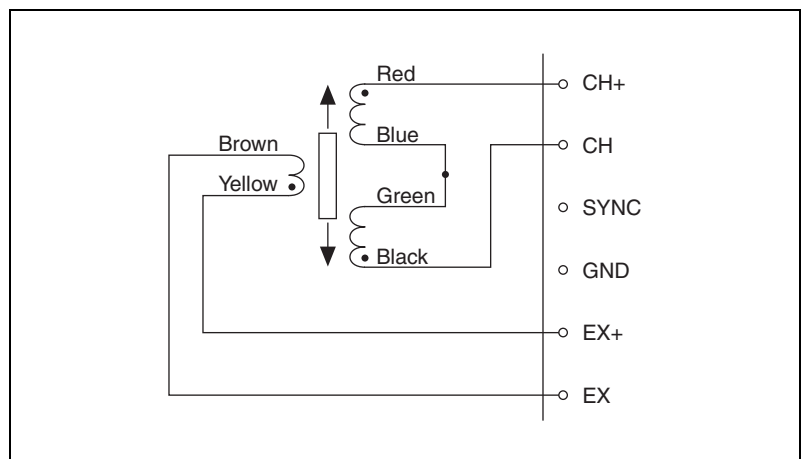 Red
CH+
Blue
CH
Brown
Yellow
Green
SYNC
Black
GND
EX+
EX